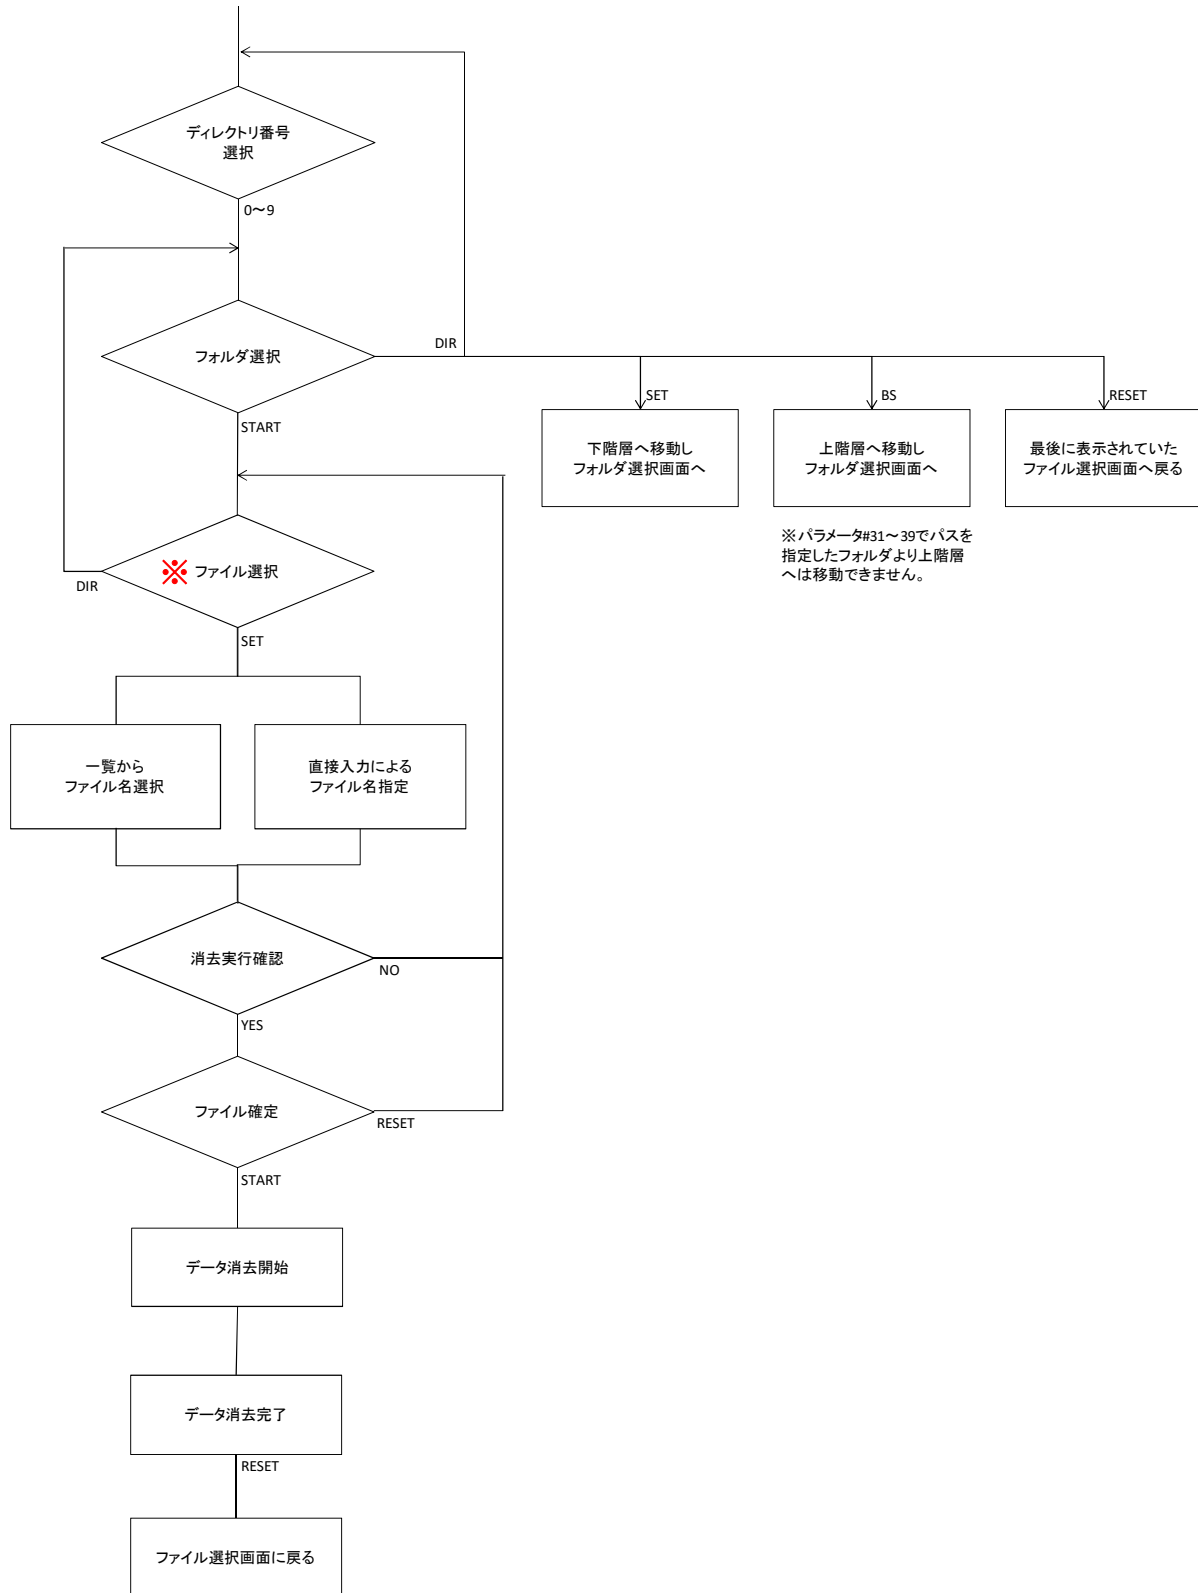 ディレクトリ番号
選択
0～9
フォルダ選択
DIR
START
SET
BS
RESET
下階層へ移動し
フォルダ選択画面へ
上階層へ移動し
フォルダ選択画面へ
最後に表示されていた
ファイル選択画面へ戻る
※パラメータ#31～39でパスを
指定したフォルダより上階層
へは移動できません。
※ ファイル選択
DIR
SET
一覧から
ファイル名選択
直接入力による
ファイル名指定
消去実行確認
NO
YES
ファイル確定
RESET
START
データ消去開始
データ消去完了
RESET
ファイル選択画面に戻る